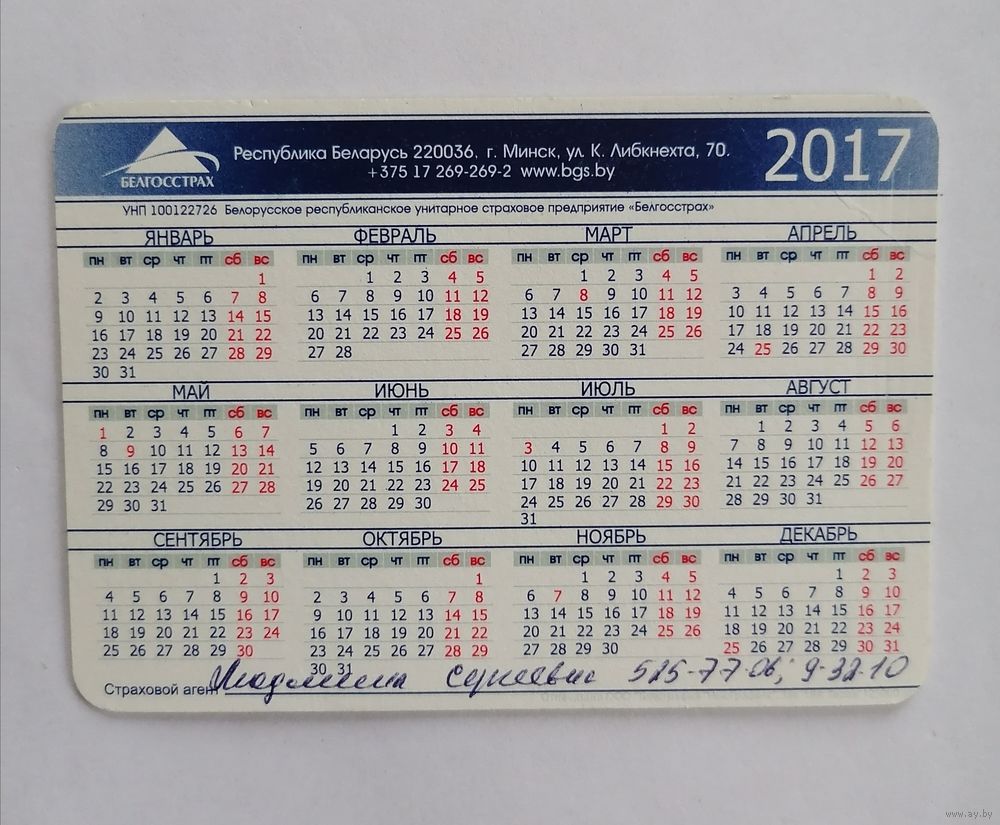 БЕЛГОССТРАХ
Республика Беларусь 220036, г. Минск, ул. К. Либкнехта, 70.
+375 17 269-269-2 www.bgs.by
2017
УНП 100122726 Белорусское республиканское унитарное страховое предприятие «Белгосстрах»
ЯНВАРЬ
пн вт ср чт пт сб вс
1
2 3 4 5 6 7 8
9 10 11 12 13 14 15
16 17 18 19 20 21 22
23 24 25 26 27 28 29
30 31
ФЕВРАЛЬ
пн вт ср чт пт сб вс
1 2 3 4 5
6 7 8 9 10 11 12
13 14 15 16 17 18 19
20 21 22 23 24 25 26
27 28
МАРТ
пн вт ср чт пт сб вс
1 2 3 4 5
6 7 8 9 10 11 12
13 14 15 16 17 18 19
20 21 22 23 24 25 26
27 28 29 30 31
АПРЕЛЬ
пн вт ср чт пт сб вс
1 2
3 4 5 6 7 8 9
10 11 12 13 14 15 16
17 18 19 20 21 22 23
24 25 26 27 28 29 30
МАЙ
пн вт ср чт пт сб вс
1 2 3 4 5 6 7
8 9 10 11 12 13 14
15 16 17 18 19 20 21
22 23 24 25 26 27 28
29 30 31
ИЮНЬ
пн вт ср чт пт сб вс
1 2 3 4
5 6 7 8 9 10 11
12 13 14 15 16 17 18
19 20 21 22 23 24 25
26 27 28 29 30
ИЮЛЬ
пн вт ср чт пт сб вс
1 2
3 4 5 6 7 8 9
10 11 12 13 14 15 16
17 18 19 20 21 22 23
24 25 26 27 28 29 30
31
АВГУСТ
пн вт ср чт пт сб вс
1 2 3 4 5 6
7 8 9 10 11 12 13
14 15 16 17 18 19 20
21 22 23 24 25 26 27
28 29 30 31
СЕНТЯБРЬ
пн вт ср чт пт сб вс
1 2 3
4 5 6 7 8 9 10
11 12 13 14 15 16 17
18 19 20 21 22 23 24
25 26 27 28 29 30
ОКТЯБРЬ
пн вт ср чт пт сб вс
1
2 3 4 5 6 7 8
9 10 11 12 13 14 15
16 17 18 19 20 21 22
23 24 25 26 27 28 29
30 31
НОЯБРЬ
пн вт ср чт пт сб вс
1 2 3 4 5
6 7 8 9 10 11 12
13 14 15 16 17 18 19
20 21 22 23 24 25 26
27 28 29 30
ДЕКАБРЬ
пн вт ср чт пт сб вс
1 2 3
4 5 6 7 8 9 10
11 12 13 14 15 16 17
18 19 20 21 22 23 24
25 26 27 28 29 30 31
Страховой агент Людмила 525-77-06; 9-32-10
www.ay.by